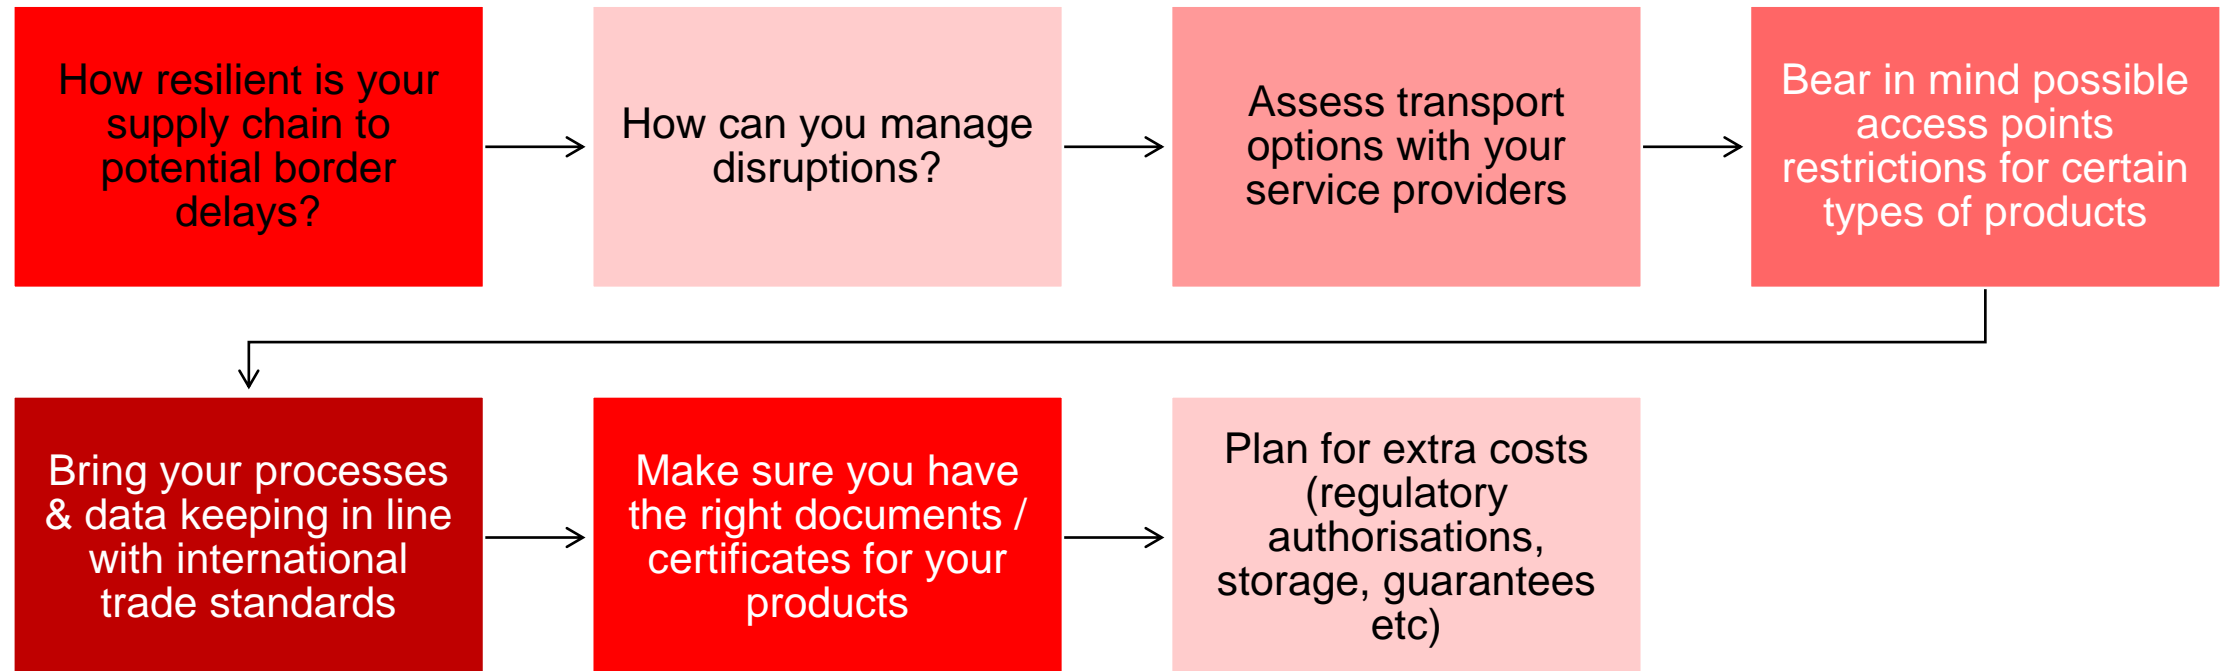 How resilient is your
supply chain to
potential border
delays?
How can you manage
disruptions?
Assess transport
options with your
service providers
Bear in mind possible
access points
restrictions for certain
types of products
Bring your processes
& data keeping in line
with international
trade standards
Make sure you have
the right documents /
certificates for your
products
Plan for extra costs
(regulatory
authorisations,
storage, guarantees
etc)